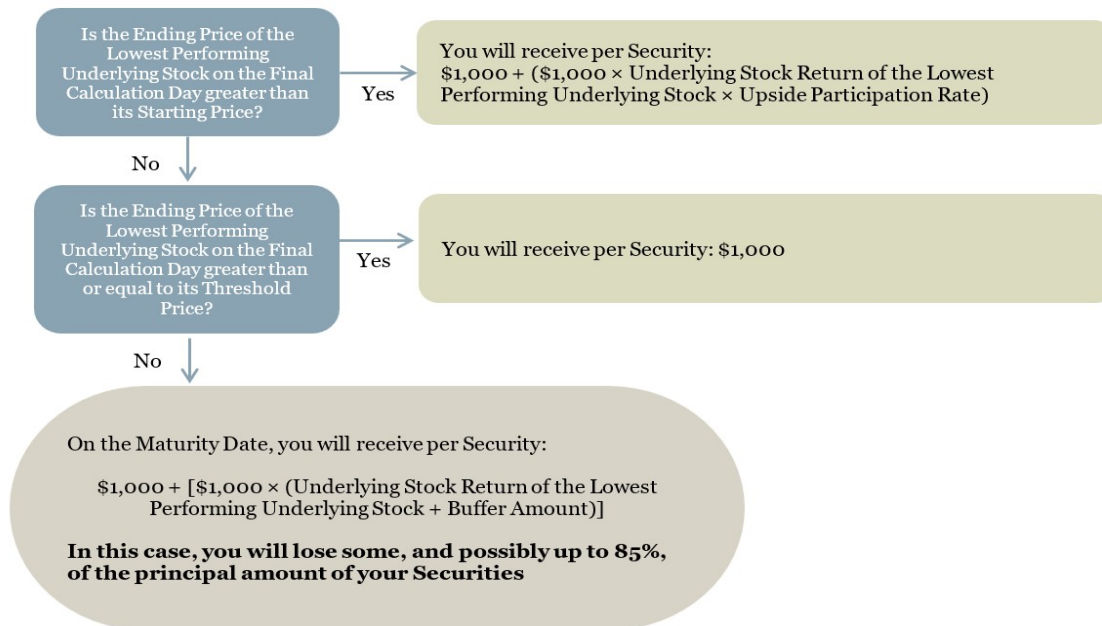 Is the Ending Price of the
Lowest Performing
Underlying Stock on the Final
Calculation Day greater than
its Starting Price?
Yes
You will receive per Security:
$1,000 + ($1,000 × Underlying Stock Return of the Lowest
Performing Underlying Stock × Upside Participation Rate)
No
Is the Ending Price of the
Lowest Performing
Underlying Stock on the Final
Calculation Day greater than
or equal to its Threshold
Price?
Yes
You will receive per Security: $1,000
No
On the Maturity Date, you will receive per Security:
$1,000 + [$1,000 × (Underlying Stock Return of the Lowest
Performing Underlying Stock + Buffer Amount)]
In this case, you will lose some, and possibly up to 85%,
of the principal amount of your Securities